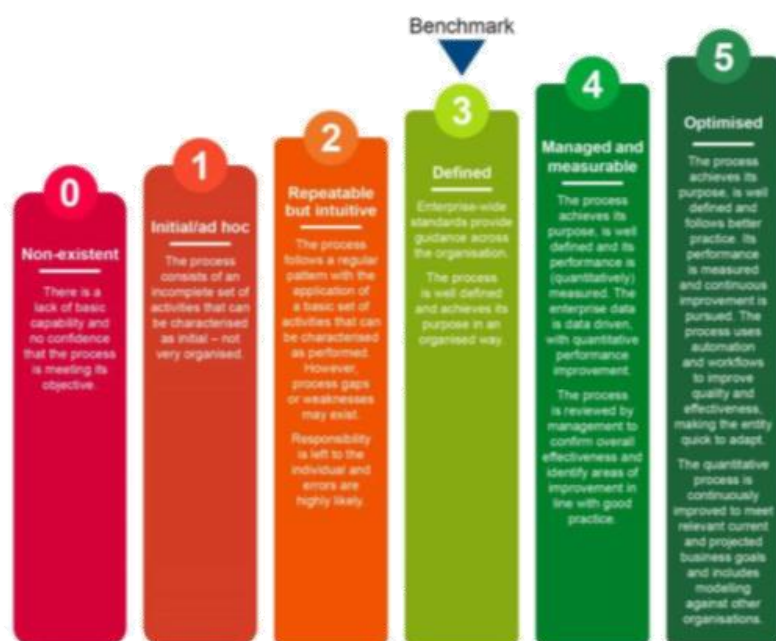 Benchmark
0
Non-existent
There is a
lack of basic
capability and
no confidence
that the process
is meeting its
objective.
1
Initial/ad hoc
The process
consists of an
incomplete set of
activities that can
be characterised
as initial – not
very organised.
2
Repeatable
but intuitive
The process
follows a regular
pattern with the
application of
a basic set of
activities that can
be characterised
as performed.
However,
process gaps
or weaknesses
may exist.
Responsibility
is left to the
individual and
errors are
highly likely.
3
Defined
Enterprise-wide
standards provide
guidance across
the organisation.
The process
is well defined
and achieves its
purpose in an
organised way.
4
Managed and
measurable
The process
achieves its
purpose, is well
defined and its
performance is
(quantitatively)
measured. The
enterprise data
is data driven,
with quantitative
performance
improvement.
The process
is reviewed by
management to
confirm overall
effectiveness and
identify areas of
improvement in
line with good
practice.
5
Optimised
The process
achieves its
purpose, is well
defined and
follows better
practice. Its
performance
is measured
and continuous
improvement is
pursued. The
process uses
automation
and workflows
to improve
quality and
effectiveness,
making the entity
quick to adapt.
The quantitative
process is
continuously
improved to meet
relevant current
and projected
business goals
and includes
modelling
against other
organisations.